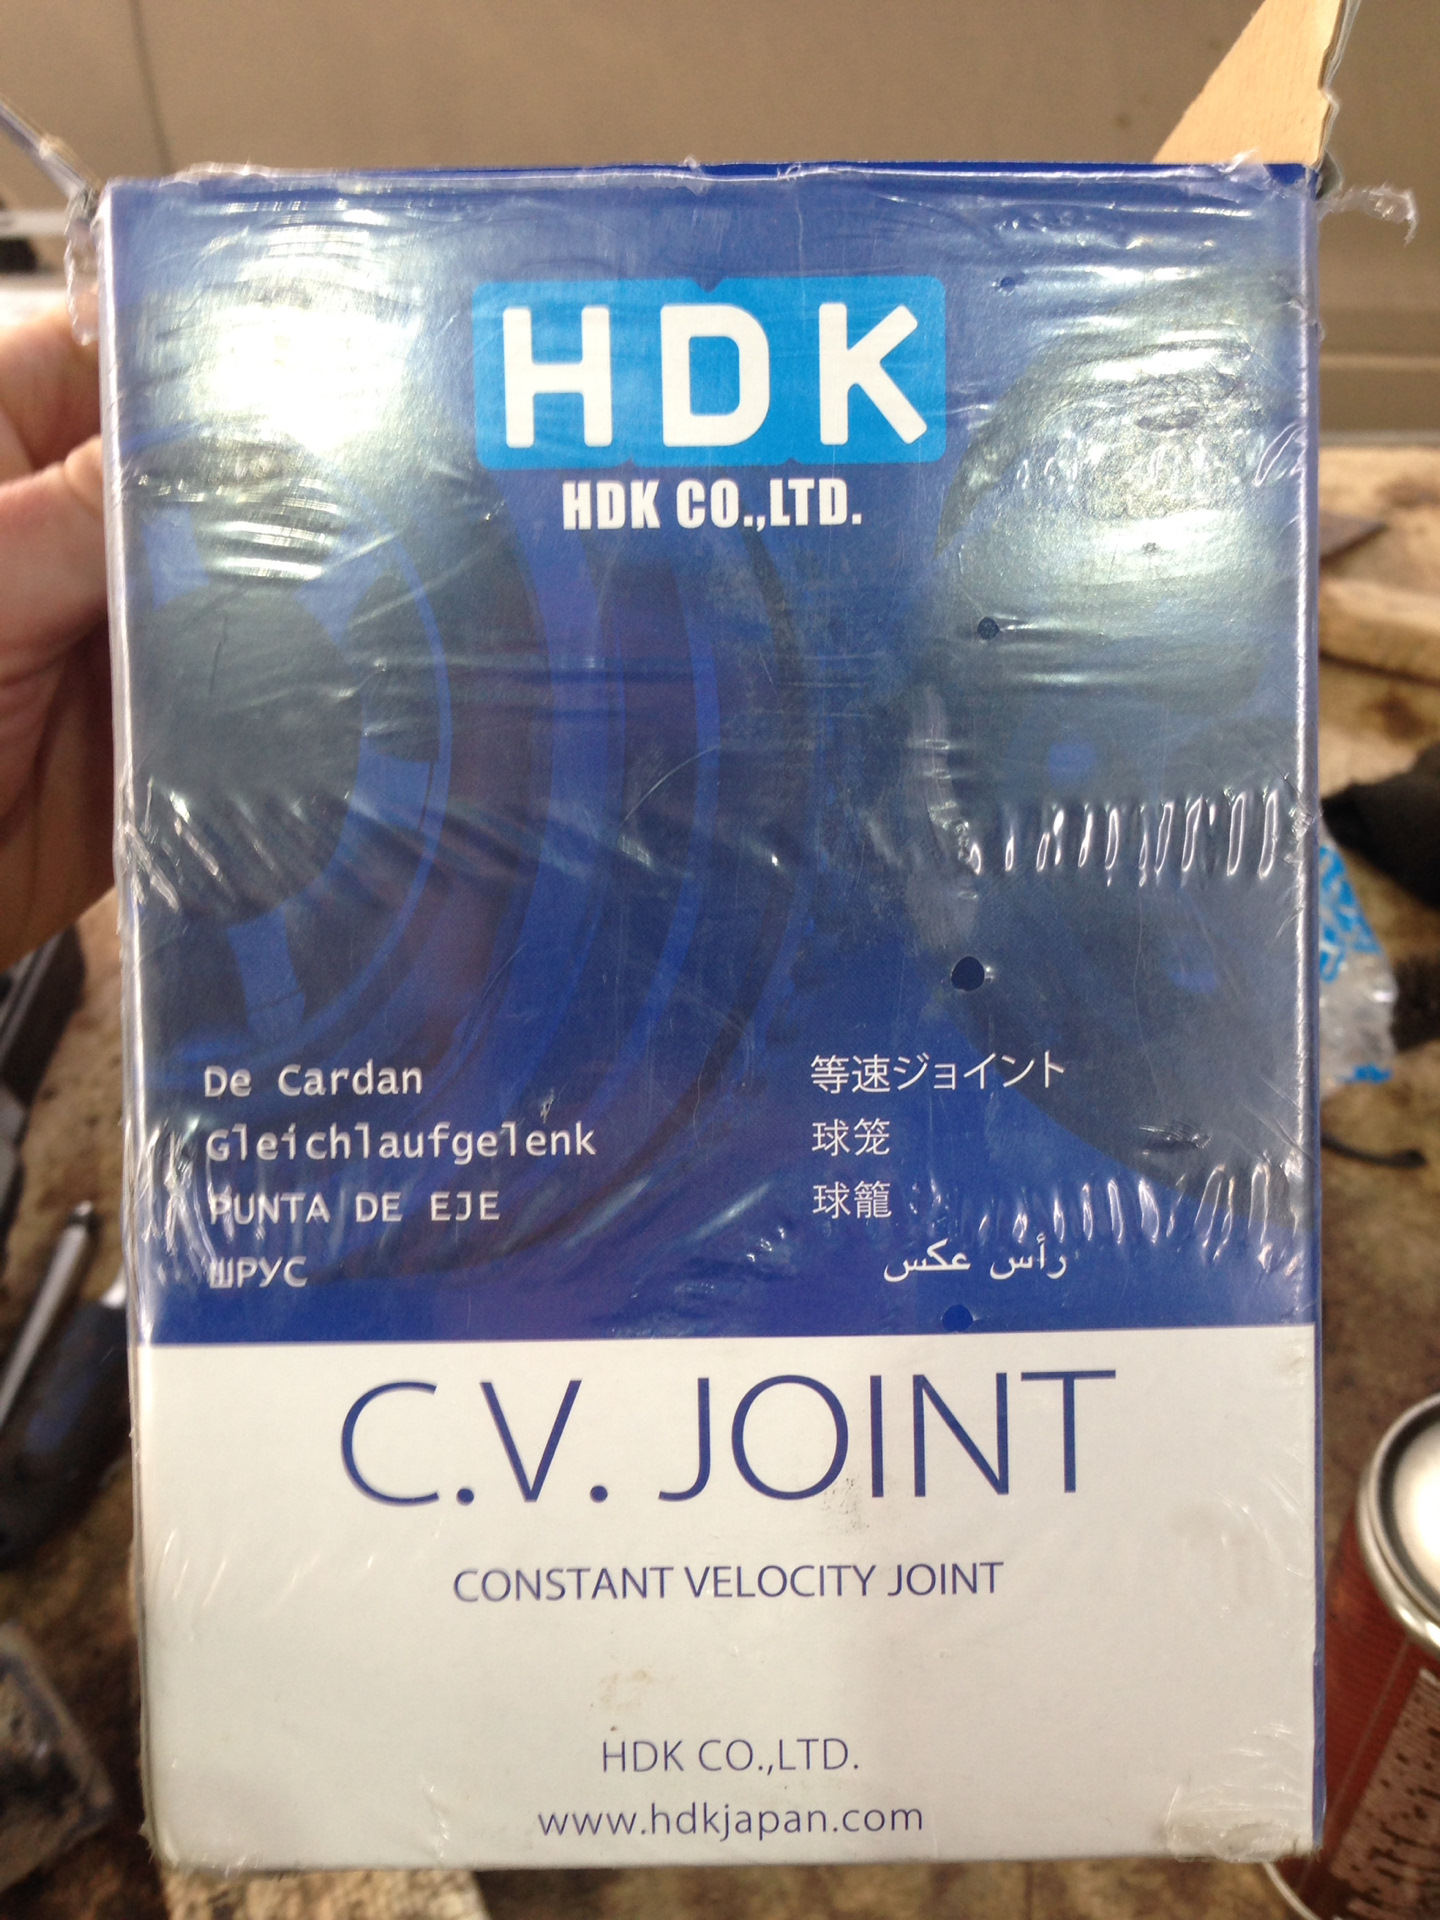 HDK
HDK CO.,LTD.
De Cardan
Gleichlaufgelenk
PUNTA DE EJE
ШРУС
等速ジョイント
球笼
球籠
رأس عكس
C.V. JOINT
CONSTANT VELOCITY JOINT
HDK CO.,LTD.
www.hdkjapan.com